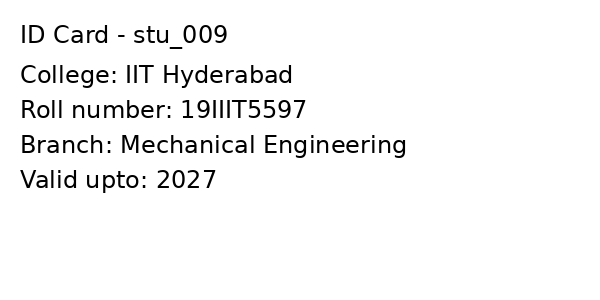 ID Card - stu_009
College: IIT Hyderabad
Roll number: 19IIIT5597
Branch: Mechanical Engineering
Valid upto: 2027